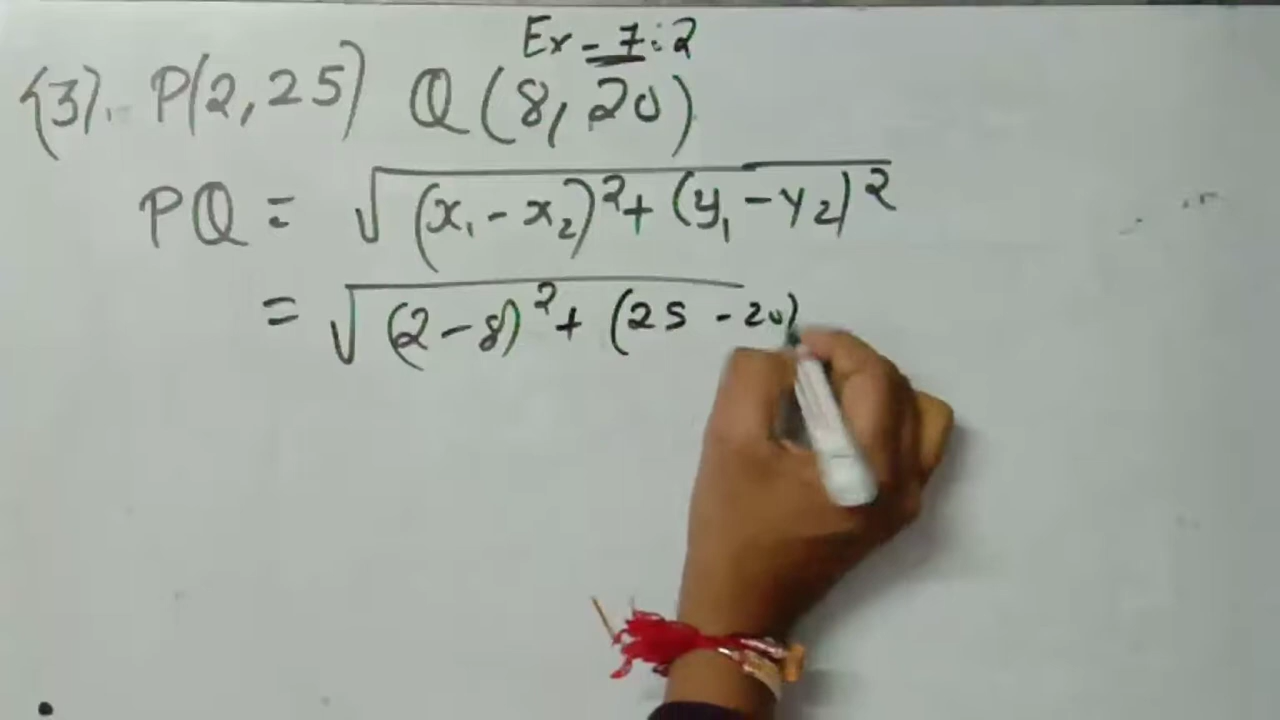 Ex - 7:2
(3). P(2,25) Q(8,20)
PQ = √(x₁-x₂)²+(y₁-y₂)²
= √(2-8)²+(25-20)